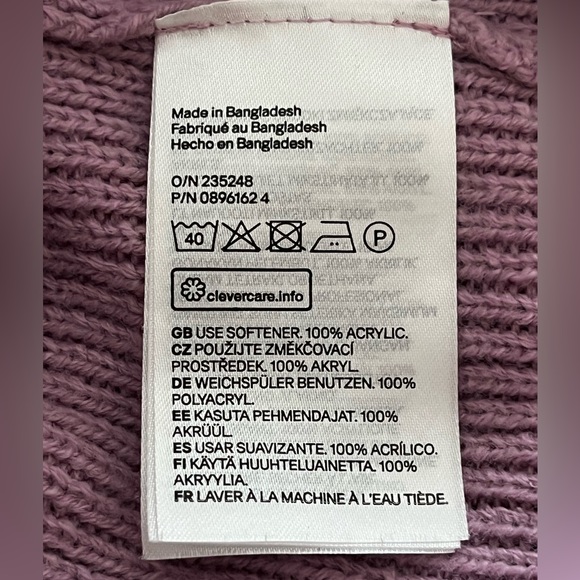 Made in Bangladesh
Fabriqué au Bangladesh
Hecho en Bangladesh
O/N 235248
P/N 0896162 4
40
P
clevercare.info
GB USE SOFTENER. 100% ACRYLIC.
CZ POUŽIJTE ZMĚKČOVACÍ
PROSTŘEDEK. 100% AKRYL.
DE WEICHSPÜLER BENUTZEN. 100%
POLYACRYL.
EE KASUTA PEHMENDAJAT. 100%
AKRÜÜL.
ES USAR SUAVIZANTE. 100% ACRÍLICO.
FI KÄYTÄ HUUHTELUAINETTA. 100%
AKRYYLIA.
FR LAVER À LA MACHINE À L'EAU TIÈDE.